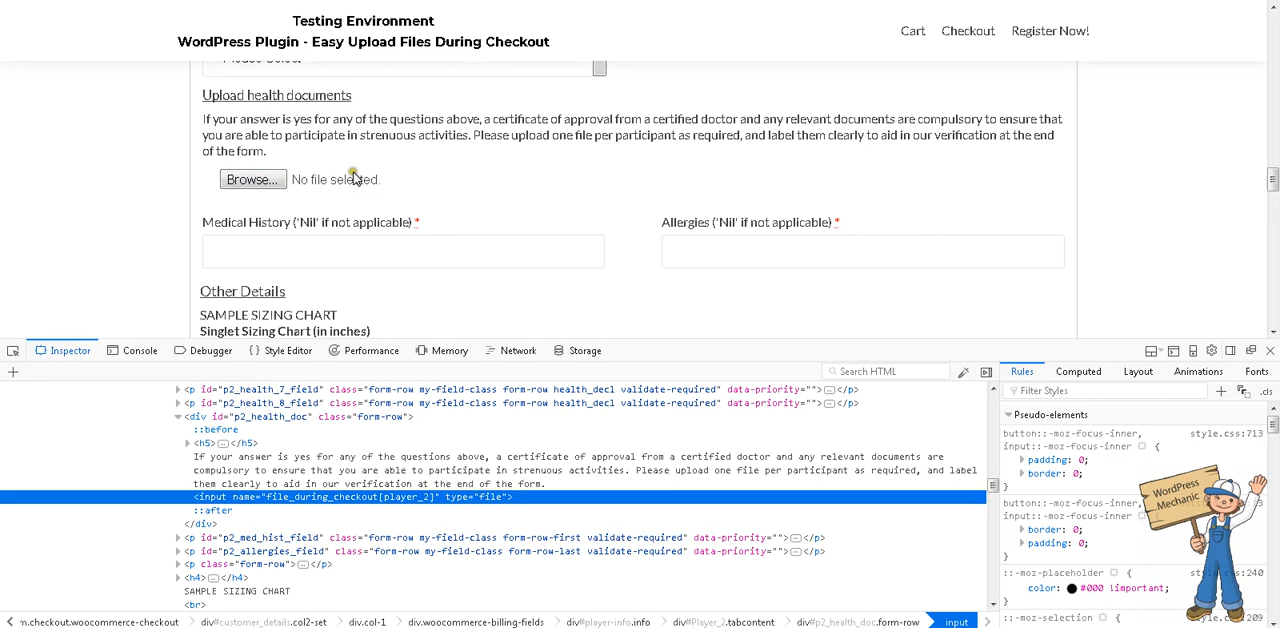 Testing Environment
WordPress Plugin - Easy Upload Files During Checkout
Cart Checkout Register Now!
Please Select
Upload health documents
If your answer is yes for any of the questions above, a certificate of approval from a certified doctor and any relevant documents are compulsory to ensure that
you are able to participate in strenuous activities. Please upload one file per participant as required, and label them clearly to aid in our verification at the end
of the form.
Browse... No file selected.
Medical History ('Nil' if not applicable) * Allergies ('Nil' if not applicable) *
Other Details
SAMPLE SIZING CHART
Singlet Sizing Chart (in inches)
Inspector Console Debugger Style Editor Performance Memory Network Storage
Search HTML
Rules Computed Layout Animations Fonts
Filter Styles .cls
<p id="p2_health_7_field" class="form-row my-field-class form-row health_decl validate-required" data-priority=""></p>
<p id="p2_health_8_field" class="form-row my-field-class form-row health_decl validate-required" data-priority=""></p>
<div id="p2_health_doc" class="form-row">
::before
<h5></h5>
If your answer is yes for any of the questions above, a certificate of approval from a certified doctor and any relevant documents are
compulsory to ensure that you are able to participate in strenuous activities. Please upload one file per participant as required, and label
them clearly to aid in our verification at the end of the form.
<input name="file_during_checkout[player_2]" type="file">
::after
</div>
<p id="p2_med_hist_field" class="form-row my-field-class form-row-first validate-required" data-priority=""></p>
<p id="p2_allergies_field" class="form-row my-field-class form-row-last validate-required" data-priority=""></p>
<p class="form-row"></p>
<h4></h4>
SAMPLE SIZING CHART
<br>
Pseudo-elements
button::-moz-focus-inner, style.css:713
input::-moz-focus-inner {
padding: 0;
border: 0;
}
button::-moz-focus-inner,
input::-moz-focus-inner {
border: 0;
padding: 0;
}
::-moz-placeholder { style.css:240
color: #000 !important;
}
::-moz-selection { style.css:209
WordPress
Mechanic
m.checkout.woocommerce-checkout div#customer_details.col2-set div.col-1 div.woocommerce-billing-fields div#player-info.info div#Player_2.tabcontent div#p2_health_doc.form-row input